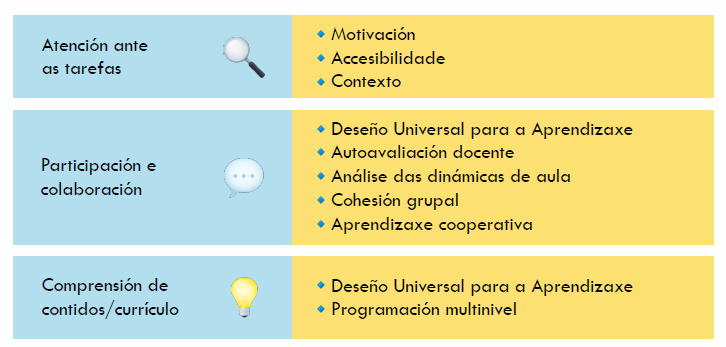 Atención ante
as tarefas
Motivación
Accesibilidade
Contexto
Participación e
colaboración
Deseño Universal para a Aprendizaxe
Autoavaliación docente
Análise das dinámicas de aula
Cohesión grupal
Aprendizaxe cooperativa
Comprensión de
contidos/currículo
Deseño Universal para a Aprendizaxe
Programación multinivel